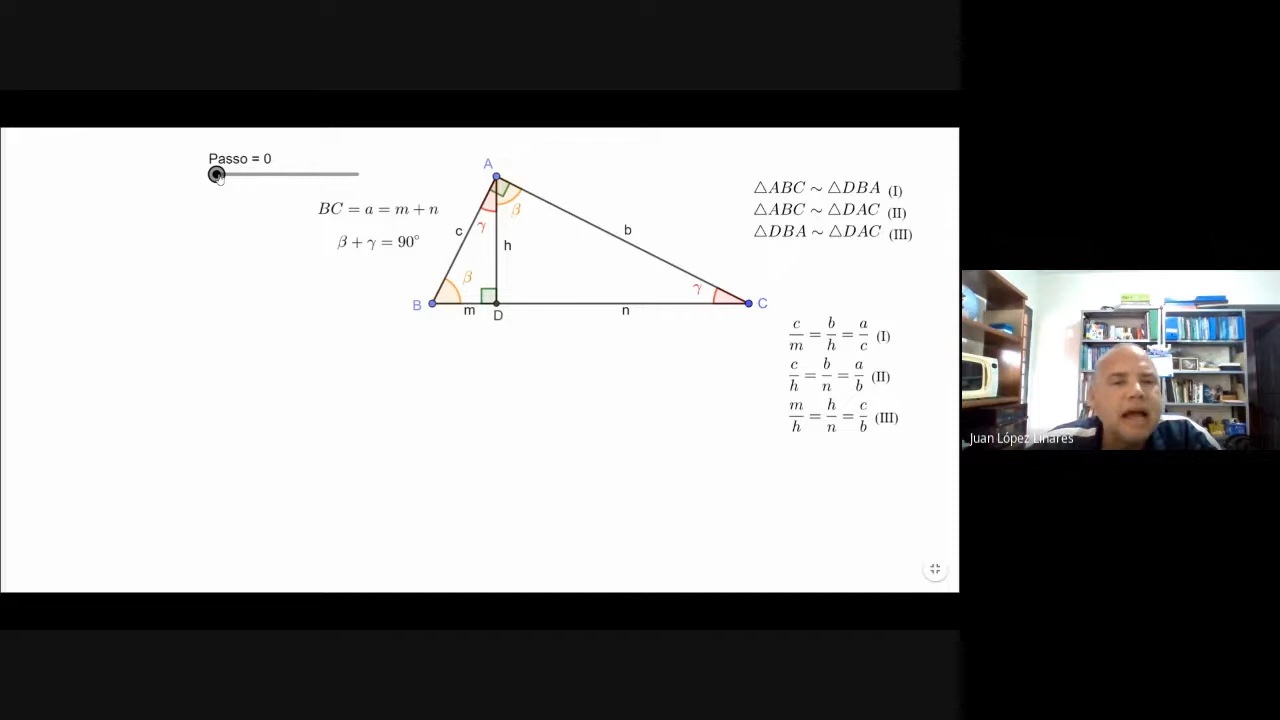 Passo = 0
BC = a = m + n
β + γ = 90°
A
β
γ
c
h
b
β
γ
B
m
D
n
C
△ABC ∼ △DBA (I)
△ABC ∼ △DAC (II)
△DBA ∼ △DAC (III)
c/m = b/h = a/c (I)
c/h = b/n = a/b (II)
m/h = h/n = c/b (III)
Juan López Linares